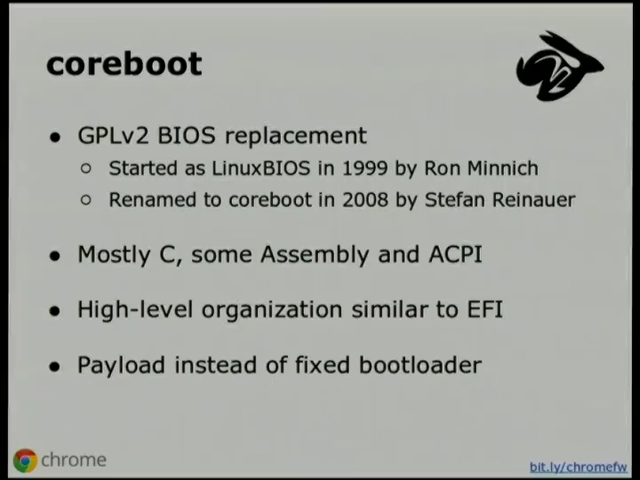 coreboot
● GPLv2 BIOS replacement
○ Started as LinuxBIOS in 1999 by Ron Minnich
○ Renamed to coreboot in 2008 by Stefan Reinauer
● Mostly C, some Assembly and ACPI
● High-level organization similar to EFI
● Payload instead of fixed bootloader
chrome
bit.ly/chromefw